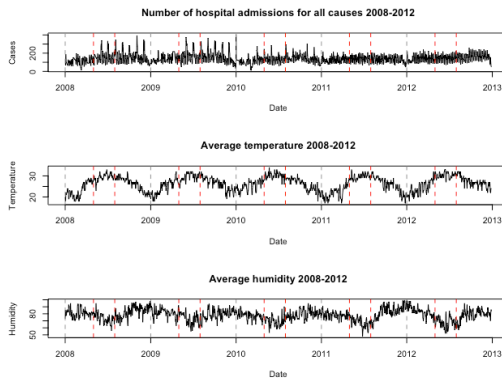 Number of hospital admissions for all causes 2008-2012
Cases
200
0
2008 2009 2010 2011 2012 2013
Date
Average temperature 2008-2012
Temperature
30
20
2008 2009 2010 2011 2012 2013
Date
Average humidity 2008-2012
Humidity
80
50
2008 2009 2010 2011 2012 2013
Date